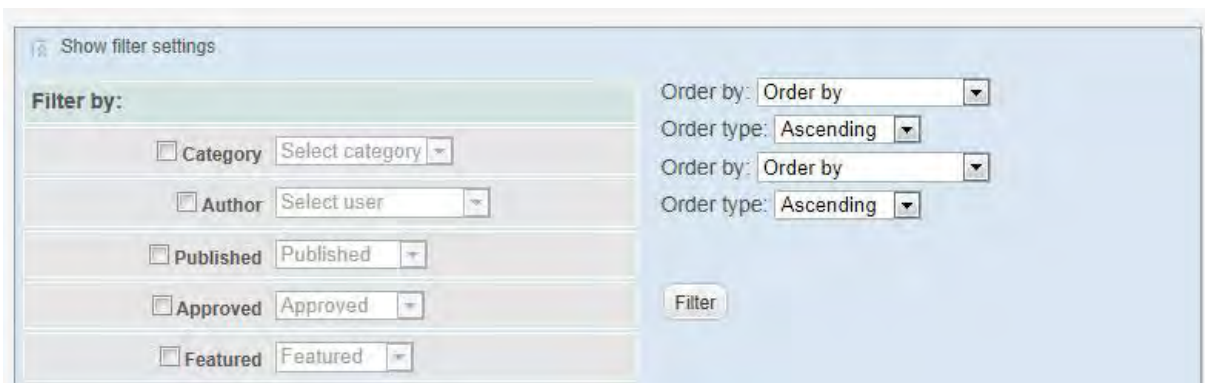 Show filter settings
Filter by:
Category Select category
Author Select user
Published Published
Approved Approved
Featured Featured
Order by: Order by
Order type: Ascending
Order by: Order by
Order type: Ascending
Filter